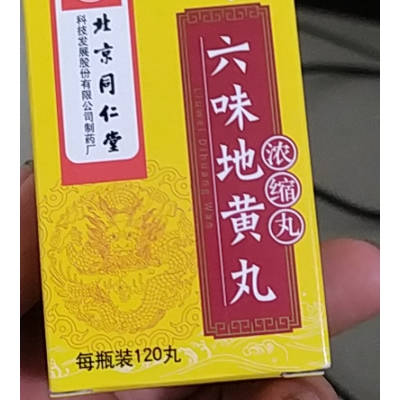 北京同仁堂
科技发展股份有限公司制药厂
六味地黄丸
Liuwei Dihuang Wan
浓缩丸
每瓶装120丸